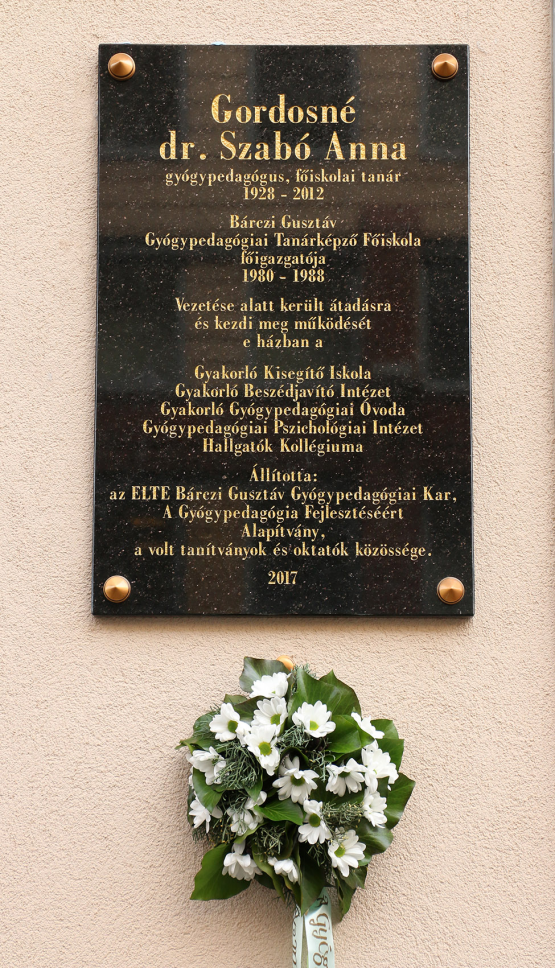 Gordosné
dr. Szabó Anna
gyógypedagógus, főiskolai tanár
1928 - 2012
Bárczi Gusztáv
Gyógypedagógiai Tanárképző Főiskola
főigazgatója
1980 - 1988
Vezetése alatt került átadásra
és kezdi meg működését
e házban a
Gyakorló Kisegítő Iskola
Gyakorló Beszédjavító Intézet
Gyakorló Gyógypedagógiai Óvoda
Gyógypedagógiai Pszichológiai Intézet
Hallgatók Kollégiuma
Állította:
az ELTE Bárczi Gusztáv Gyógypedagógiai Kar,
A Gyógypedagógia Fejlesztéséért
Alapítvány,
a volt tanítványok és oktatók közössége.
2017